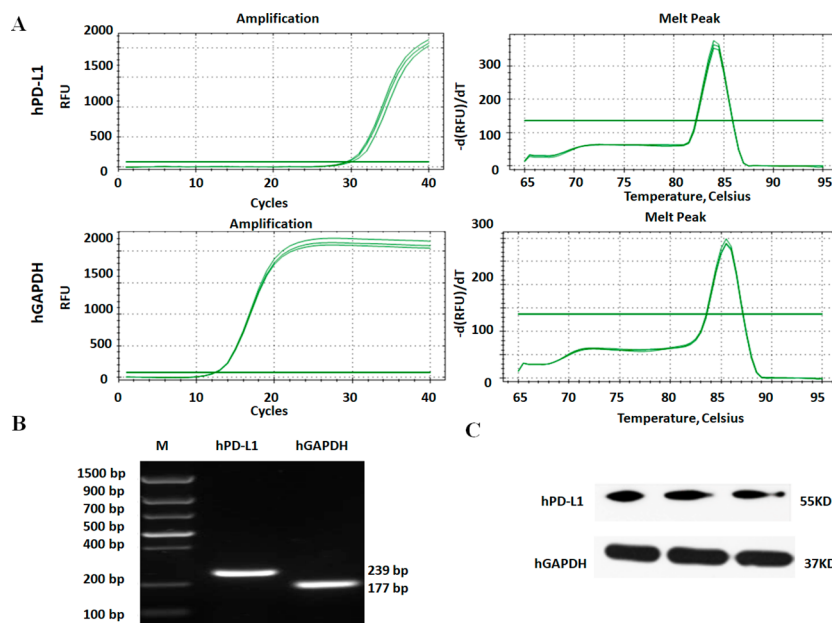 A
Amplification
hPD-L1
RFU
2000
1500
1000
500
0
0 10 20 30 40
Cycles
Melt Peak
-d(RFU)/dT
300
200
100
0
65 70 75 80 85 90 95
Temperature, Celsius
Amplification
hGAPDH
RFU
2000
1500
1000
500
0
0 10 20 30 40
Cycles
Melt Peak
-d(RFU)/dT
300
200
100
0
65 70 75 80 85 90 95
Temperature, Celsius
B
M hPD-L1 hGAPDH
1500 bp
900 bp
700 bp
500 bp
400 bp
200 bp
100 bp
239 bp
177 bp
C
hPD-L1 55KD
hGAPDH 37KD